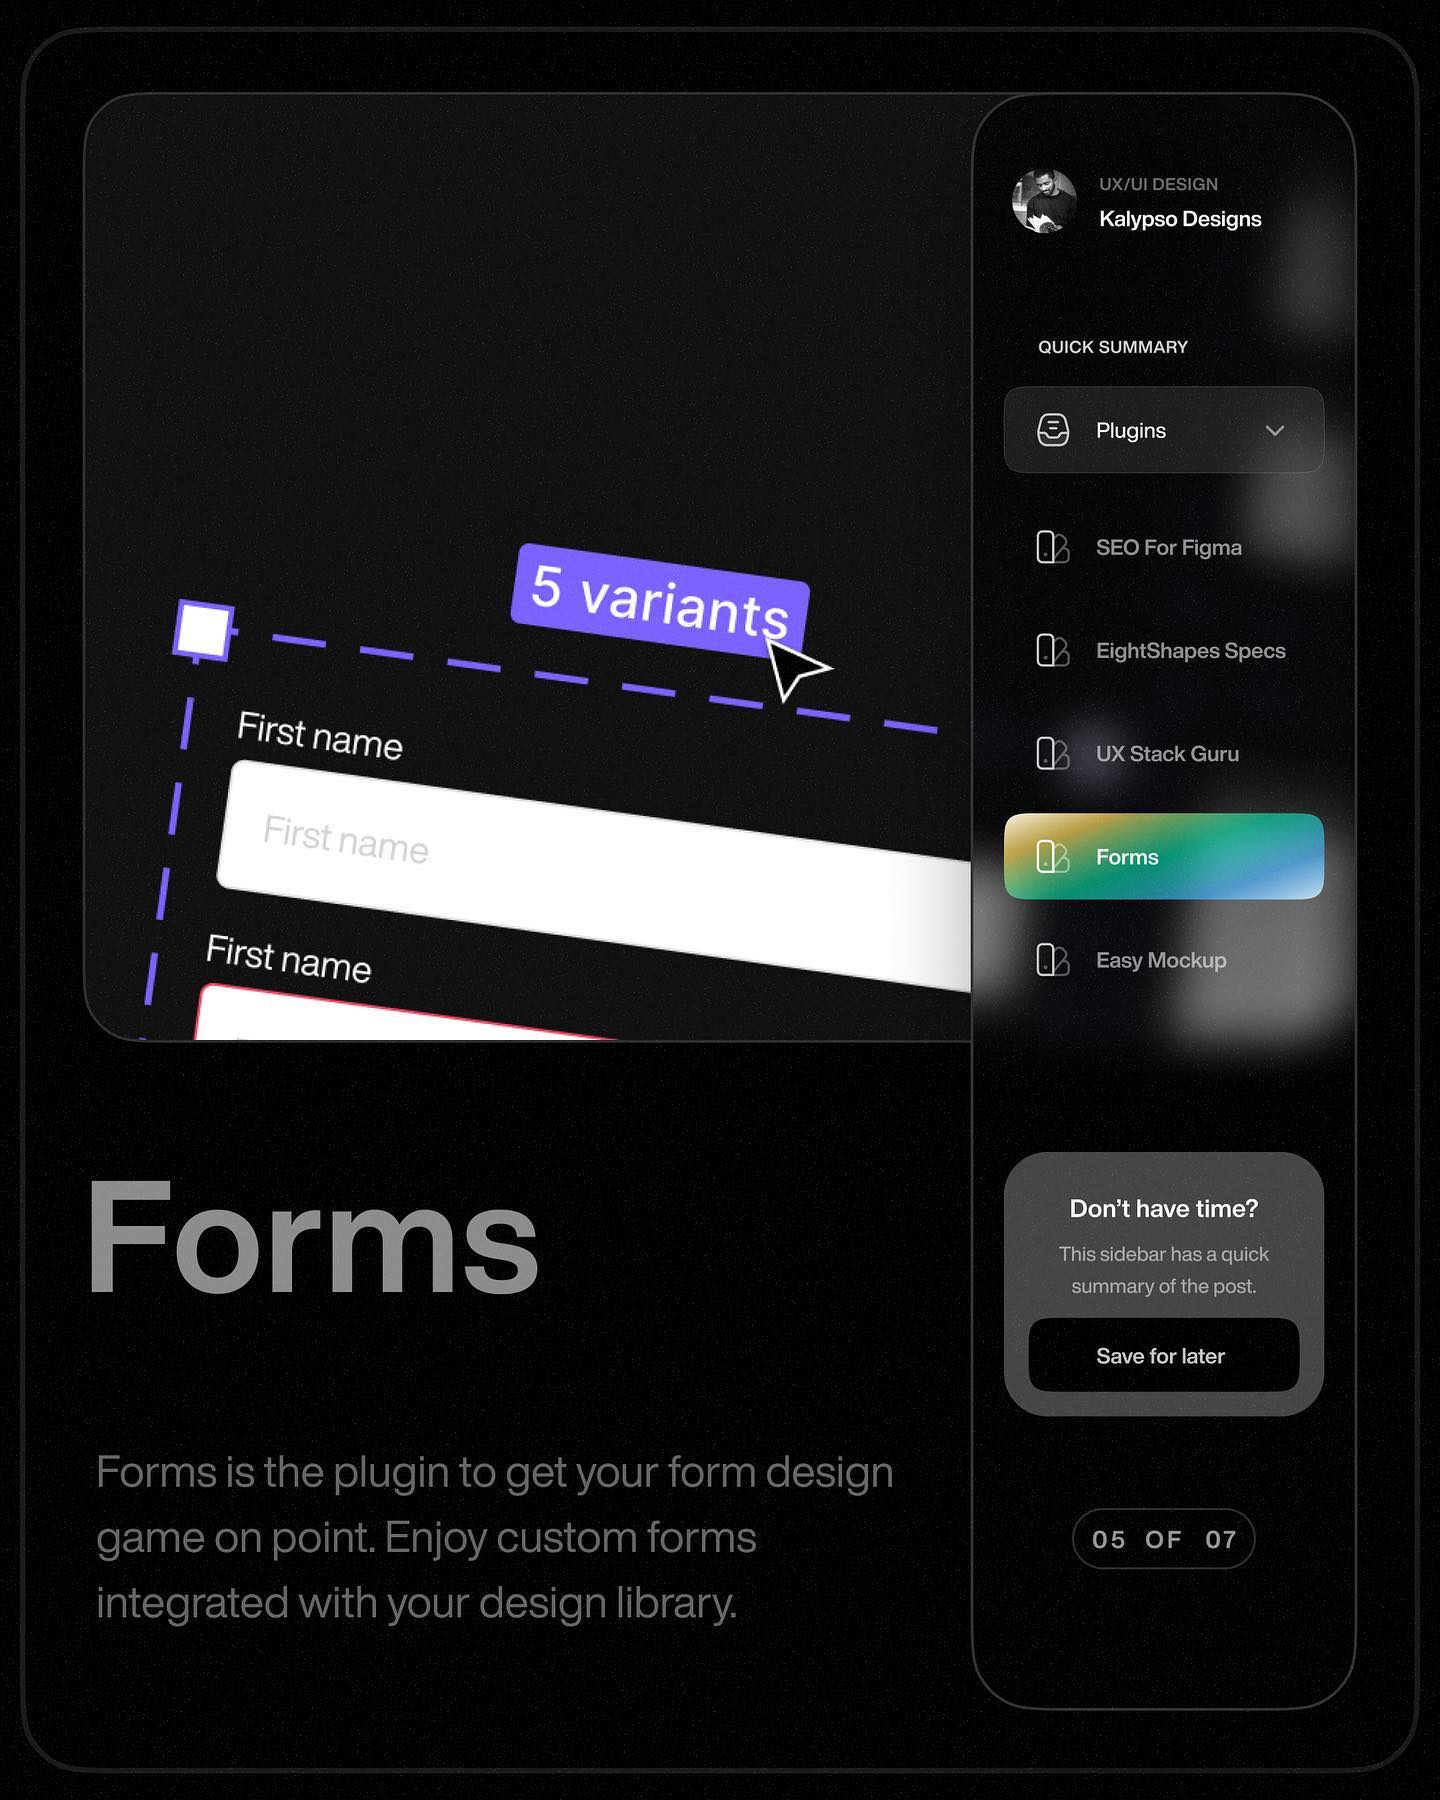 5 variants
First name
First name
First name
Forms
Forms is the plugin to get your form design
game on point. Enjoy custom forms
integrated with your design library.
UX/UI DESIGN
Kalypso Designs
QUICK SUMMARY
Plugins
SEO For Figma
EightShapes Specs
UX Stack Guru
Forms
Easy Mockup
Don’t have time?
This sidebar has a quick
summary of the post.
Save for later
05 OF 07